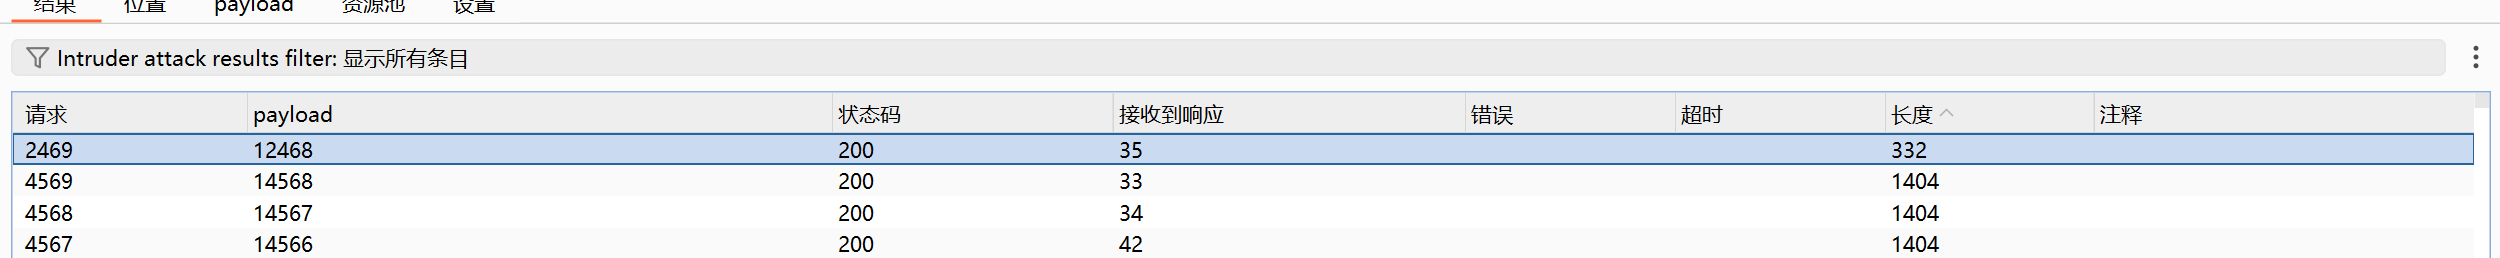 结果 位置 payload 资源池 设置
Intruder attack results filter: 显示所有条目
请求 payload 状态码 接收到响应 错误 超时 长度 注释
2469 12468 200 35 332
4569 14568 200 33 1404
4568 14567 200 34 1404
4567 14566 200 42 1404